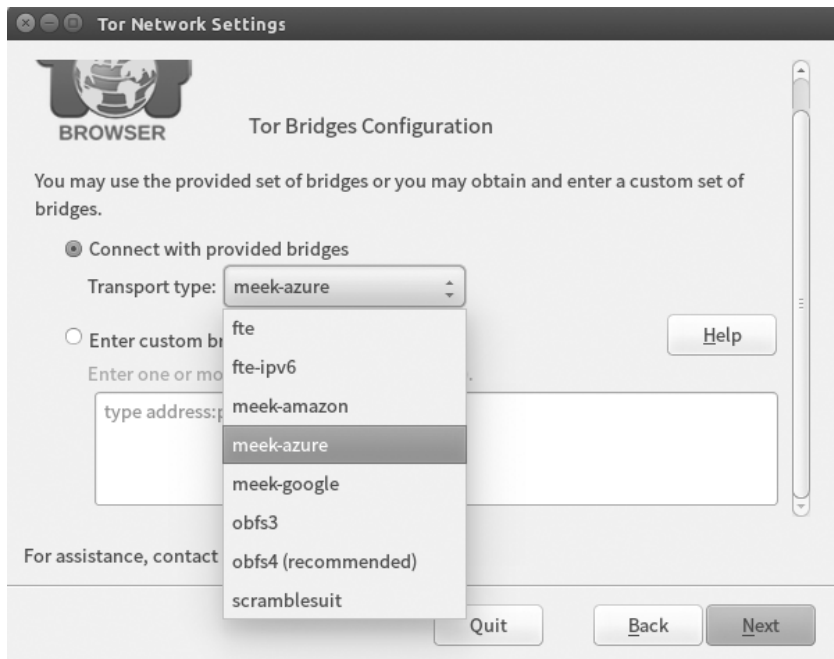 Tor Network Settings
BROWSER
Tor Bridges Configuration
You may use the provided set of bridges or you may obtain and enter a custom set of
bridges.
Connect with provided bridges
Transport type: meek-azure
fte
Enter custom br
Help
fte-ipv6
Enter one or mo
meek-amazon
type address:p
meek-azure
meek-google
obfs3
For assistance, contact
obfs4 (recommended)
scramblesuit
Quit
Back
Next